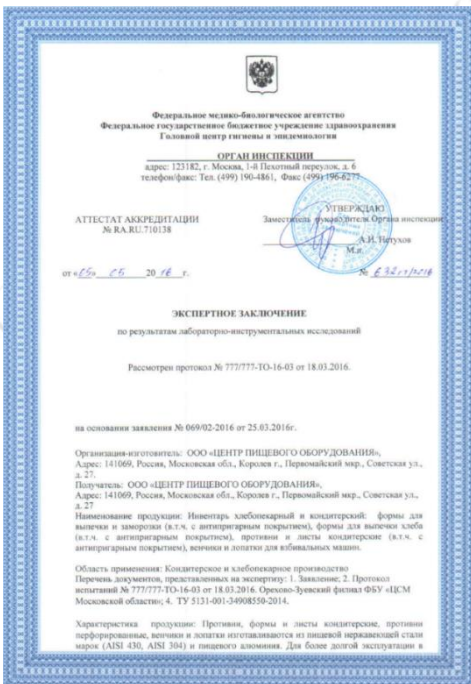 Федеральное медико-биологическое агентство
Федеральное государственное бюджетное учреждение здравоохранения
Головной центр гигиены и эпидемиологии
ОРГАН ИНСПЕКЦИИ
адрес: 123182, г. Москва, 1-й Пехотный переулок, д. 6
телефон/факс: Тел. (499) 190-4861, Факс (499) 196-6277
УТВЕРЖДАЮ
АТТЕСТАТ АККРЕДИТАЦИИ
Заместитель руководителя Органа инспекции
№ RA.RU.710138
А.И. Петухов
М.п.
от «05» 05 2016 г.
№ 632гг/2016
ЭКСПЕРТНОЕ ЗАКЛЮЧЕНИЕ
по результатам лабораторно-инструментальных исследований
Рассмотрен протокол № 777/777-ТО-16-03 от 18.03.2016.
на основании заявления № 069/02-2016 от 25.03.2016г.
Организация-изготовитель: ООО «ЦЕНТР ПИЩЕВОГО ОБОРУДОВАНИЯ»,
Адрес: 141069, Россия, Московская обл., Королев г., Первомайский мкр., Советская ул.,
д. 27.
Получатель: ООО «ЦЕНТР ПИЩЕВОГО ОБОРУДОВАНИЯ»,
Адрес: 141069, Россия, Московская обл., Королев г., Первомайский мкр., Советская ул.,
д. 27
Наименование продукции: Инвентарь хлебопекарный и кондитерский: формы для
выпечки и заморозки (в.т.ч. с антипригарным покрытием), формы для выпечки хлеба
(в.т.ч. с антипригарным покрытием), противни и листы кондитерские (в.т.ч. с
антипригарным покрытием), венчики и лопатки для взбивальных машин.
Область применения: Кондитерское и хлебопекарное производство
Перечень документов, представленных на экспертизу: 1. Заявление; 2. Протокол
испытаний № 777/777-ТО-16-03 от 18.03.2016. Орехово-Зуевский филиал ФБУ «ЦСМ
Московской области»; 4. ТУ 5131-001-34908550-2014.
Характеристика продукции: Противни, формы и листы кондитерские, противни
перфорированные, венчики и лопатки изготавливаются из пищевой нержавеющей стали
марок (AISI 430, AISI 304) и пищевого алюминия. Для более долгой эксплуатации в